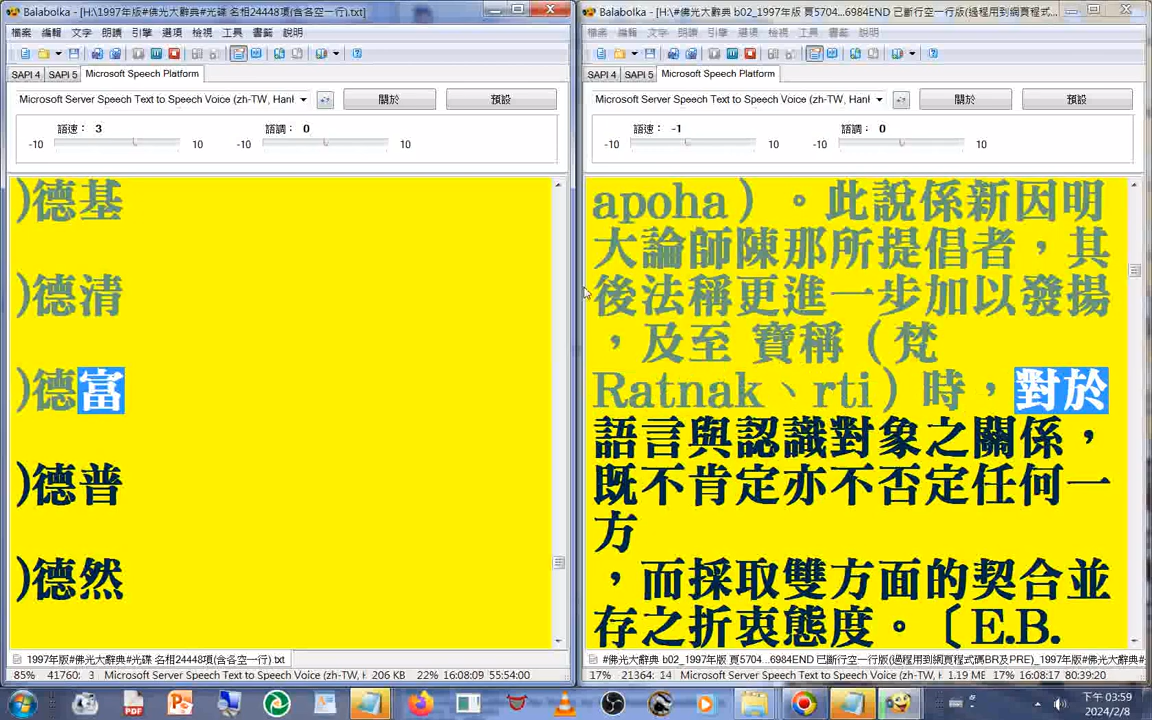 Balabolka - [H:\1997年版#佛光大辭典#光碟 名相24448項(含各空一行).txt]
檔案 編輯 文字 朗讀 引擎 選項 檢視 工具 書籤 說明
SAPI 4 SAPI 5 Microsoft Speech Platform
Microsoft Server Speech Text to Speech Voice (zh-TW, Hanl
關於
預設
語速： 3
語調： 0
-10 10 -10 10
)德基
)德清
)德富
)德普
)德然
1997年版#佛光大辭典#光碟 名相24448項(含各空一行).txt
85% 41760: 3 Microsoft Server Speech Text to Speech Voice (zh-TW, H 206 KB 22% 16:08:09 55:54:00
Balabolka - [H:\#佛光大辭典 b02_1997年版 頁5704...6984END 已斷行空一行版(過程用到網頁程式...
檔案 編輯 文字 朗讀 引擎 選項 檢視 工具 書籤 說明
SAPI 4 SAPI 5 Microsoft Speech Platform
Microsoft Server Speech Text to Speech Voice (zh-TW, Hanl
關於
預設
語速： -1
語調： 0
-10 10 -10 10
apoha）。此說係新因明
大論師陳那所提倡者，其
後法稱更進一步加以發揚
，及至 寶稱（梵
Ratnak、rti）時，對於
語言與認識對象之關係，
既不肯定亦不否定任何一
方
，而採取雙方面的契合並
存之折衷態度。〔E.B.
#佛光大辭典 b02_1997年版 頁5704...6984END 已斷行空一行版(過程用到網頁程式碼BR及PRE)_1997年版#
17% 21364: 14 Microsoft Server Speech Text to Speech Voice (zh-TW, H 1.19 ME 17% 16:08:17 80:39:20
下午 03:59
2024/2/8